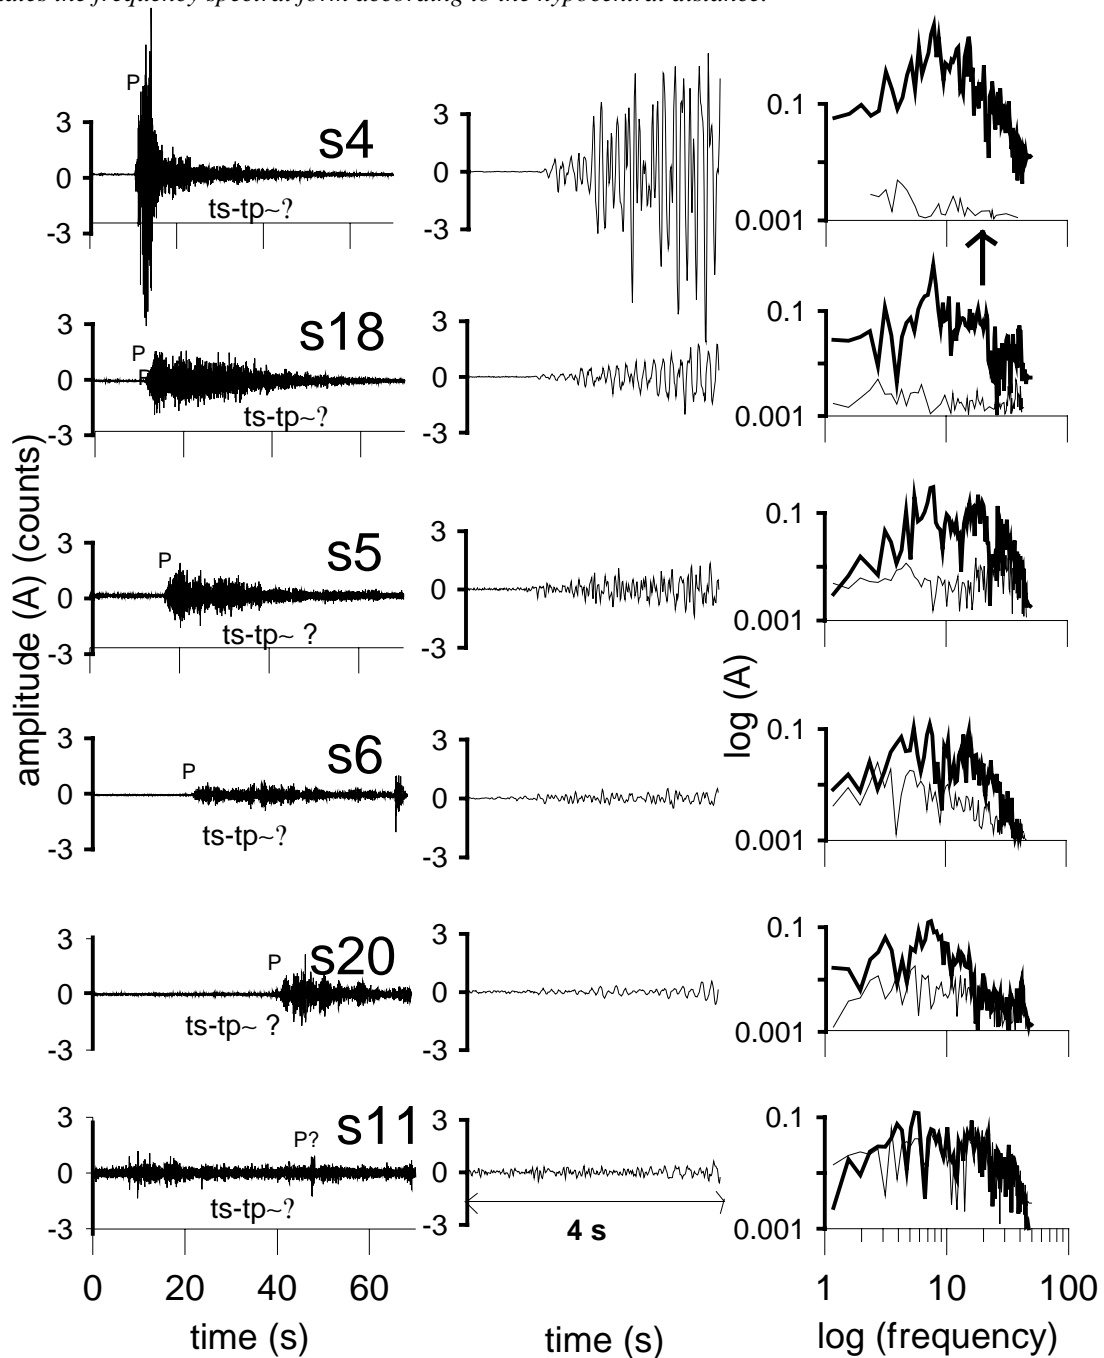 ates the frequency spectral form according to the hypocentral distance.
P
3
0
-3
s4
ts-tp~?
3
0
-3
0.1
0.001
P
3
0
-3
s18
ts-tp~?
3
0
-3
0.1
0.001
amplitude (A) (counts)
P
3
0
-3
s5
ts-tp~ ?
3
0
-3
log (A)
0.1
0.001
P
3
0
-3
s6
ts-tp~?
3
0
-3
0.1
0.001
P
3
0
-3
s20
ts-tp~ ?
3
0
-3
0.1
0.001
P?
3
0
-3
s11
ts-tp~?
3
0
-3
4 s
0.1
0.001
0 20 40 60
1 10 100
time (s)
time (s)
log (frequency)